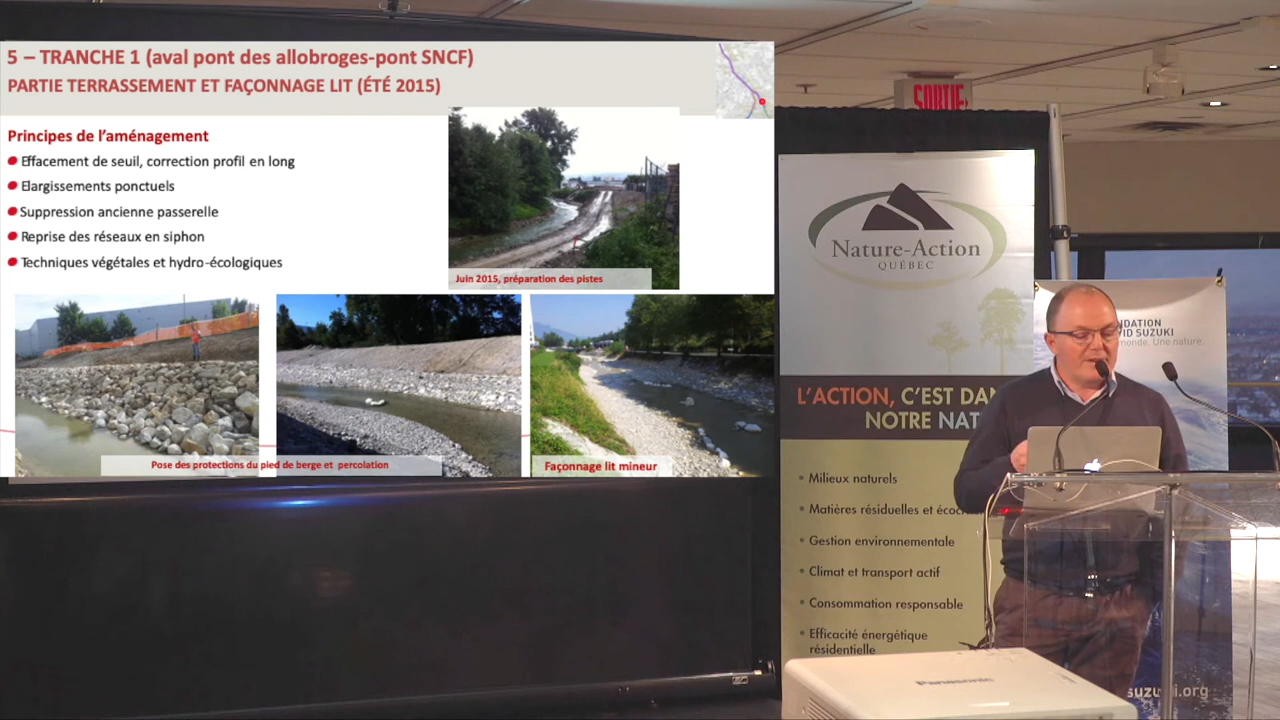 5 – TRANCHE 1 (aval pont des allobroges-pont SNCF)
PARTIE TERRASSEMENT ET FAÇONNAGE LIT (ÉTÉ 2015)
Principes de l’aménagement
Effacement de seuil, correction profil en long
Elargissements ponctuels
Suppression ancienne passerelle
Reprise des réseaux en siphon
Techniques végétales et hydro-écologiques
Juin 2015, préparation des pistes
Pose des protections du pied de berge et percolation
Façonnage lit mineur
SORTIE
Nature-Action
QUÉBEC
L'ACTION, C'EST DAN
NOTRE NAT
• Milieux naturels
• Matières résiduelles et éco
• Gestion environnementale
• Climat et transport actif
• Consommation responsable
• Efficacité énergétique
résidentielle
NDATION
VID SUZUKI
monde. Une nature.
Panasonic
suzuki.org